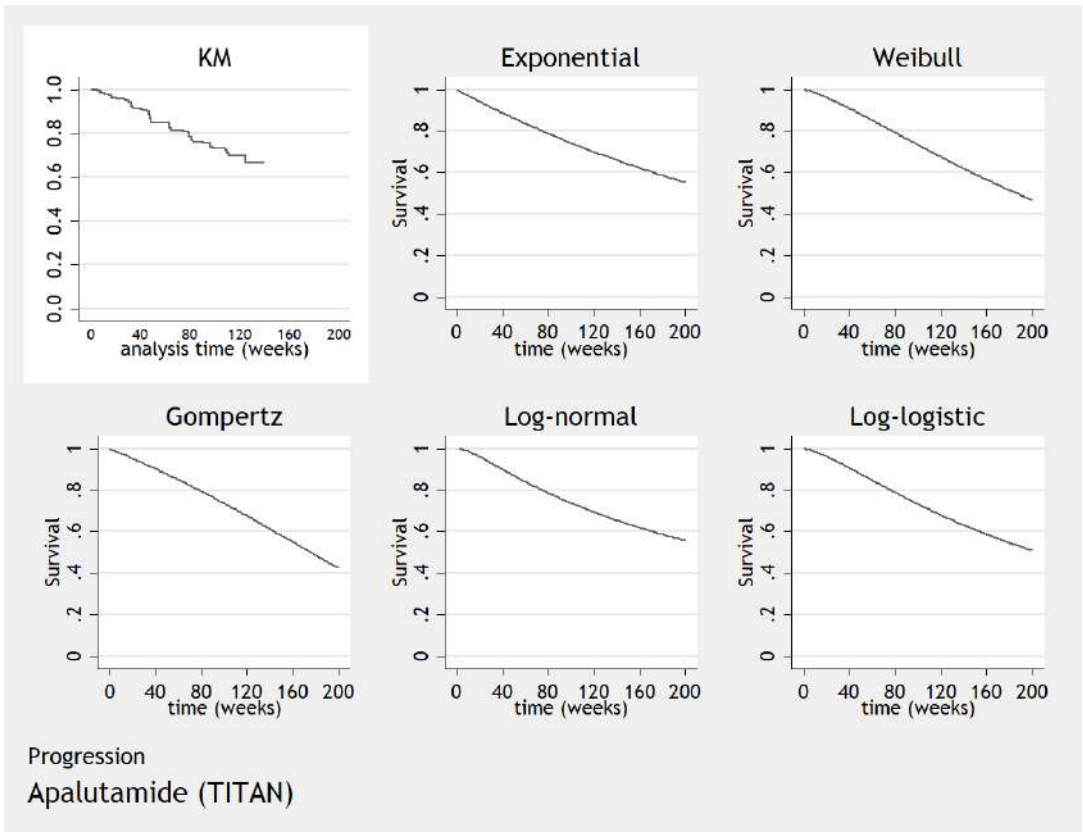 KM
1.0
0.8
0.6
0.4
0.2
0.0
0 40 80 120 160 200
analysis time (weeks)
Exponential
Survival
1
.8
.6
.4
.2
0
0 40 80 120 160 200
time (weeks)
Weibull
Survival
1
.8
.6
.4
.2
0
0 40 80 120 160 200
time (weeks)
Gompertz
Survival
1
.8
.6
.4
.2
0
0 40 80 120 160 200
time (weeks)
Log-normal
Survival
1
.8
.6
.4
.2
0
0 40 80 120 160 200
time (weeks)
Log-logistic
Survival
1
.8
.6
.4
.2
0
0 40 80 120 160 200
time (weeks)
Progression
Apalutamide (TITAN)